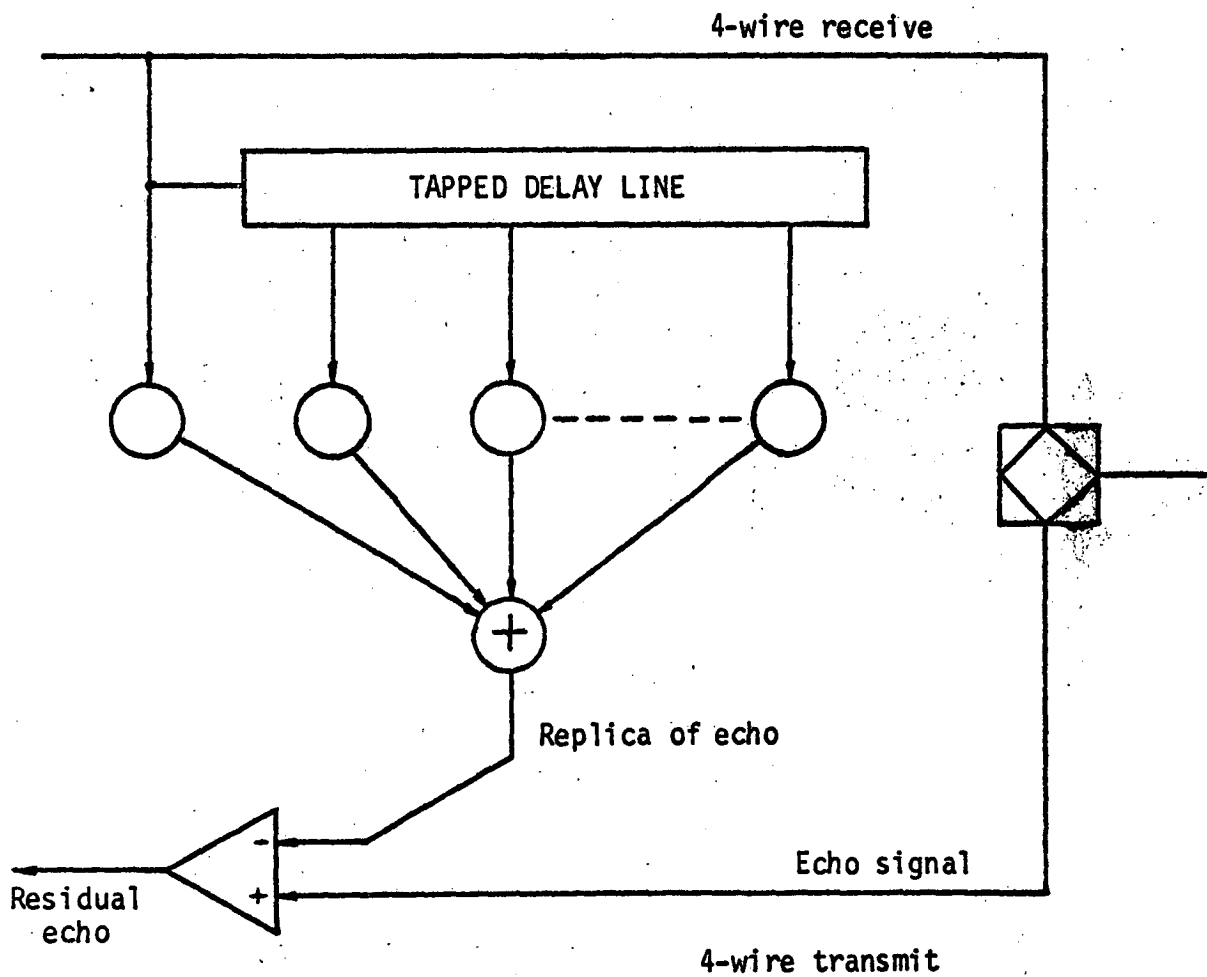 4-wire receive
TAPPED DELAY LINE
+
Replica of echo
-
Echo signal
+
Residual
echo
4-wire transmit